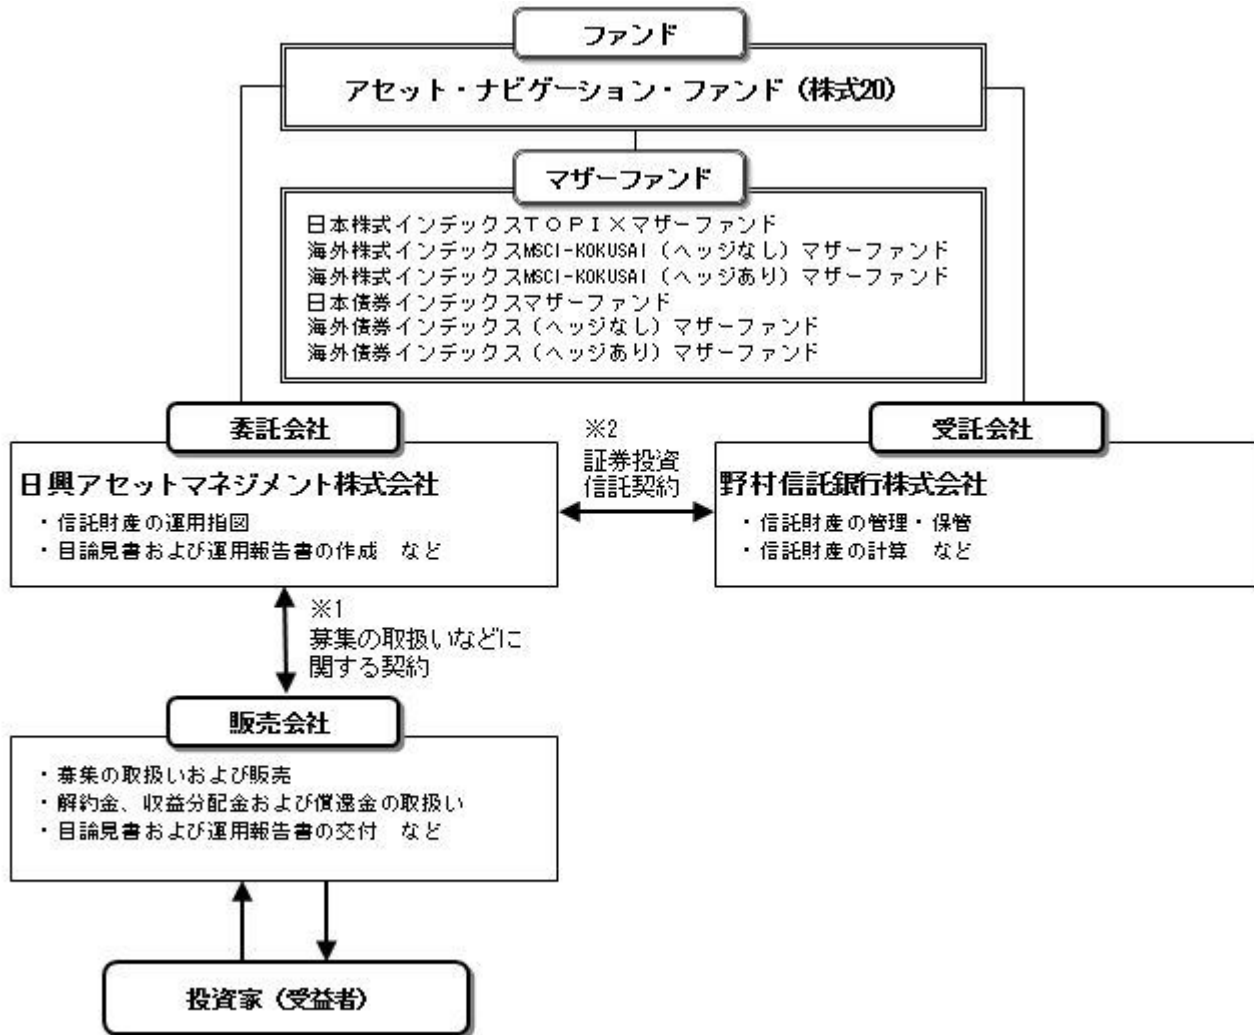 ファンド
アセット・ナビゲーション・ファンド（株式20）
マザーファンド
日本株式インデックスＴＯＰＩＸマザーファンド
海外株式インデックスMSCI-KOKUSAI（ヘッジなし）マザーファンド
海外株式インデックスMSCI-KOKUSAI（ヘッジあり）マザーファンド
日本債券インデックスマザーファンド
海外債券インデックス（ヘッジなし）マザーファンド
海外債券インデックス（ヘッジあり）マザーファンド
委託会社
日興アセットマネジメント株式会社
・信託財産の運用指図
・目論見書および運用報告書の作成　など
※2
証券投資
信託契約
受託会社
野村信託銀行株式会社
・信託財産の管理・保管
・信託財産の計算　など
※1
募集の取扱いなどに
関する契約
販売会社
・募集の取扱いおよび販売
・解約金、収益分配金および償還金の取扱い
・目論見書および運用報告書の交付　など
投資家（受益者）